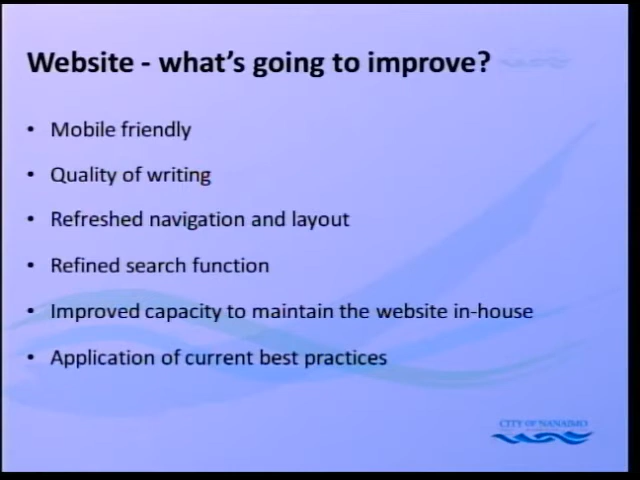 Website - what's going to improve?
• Mobile friendly
• Quality of writing
• Refreshed navigation and layout
• Refined search function
• Improved capacity to maintain the website in-house
• Application of current best practices
CITY OF NANAIMO